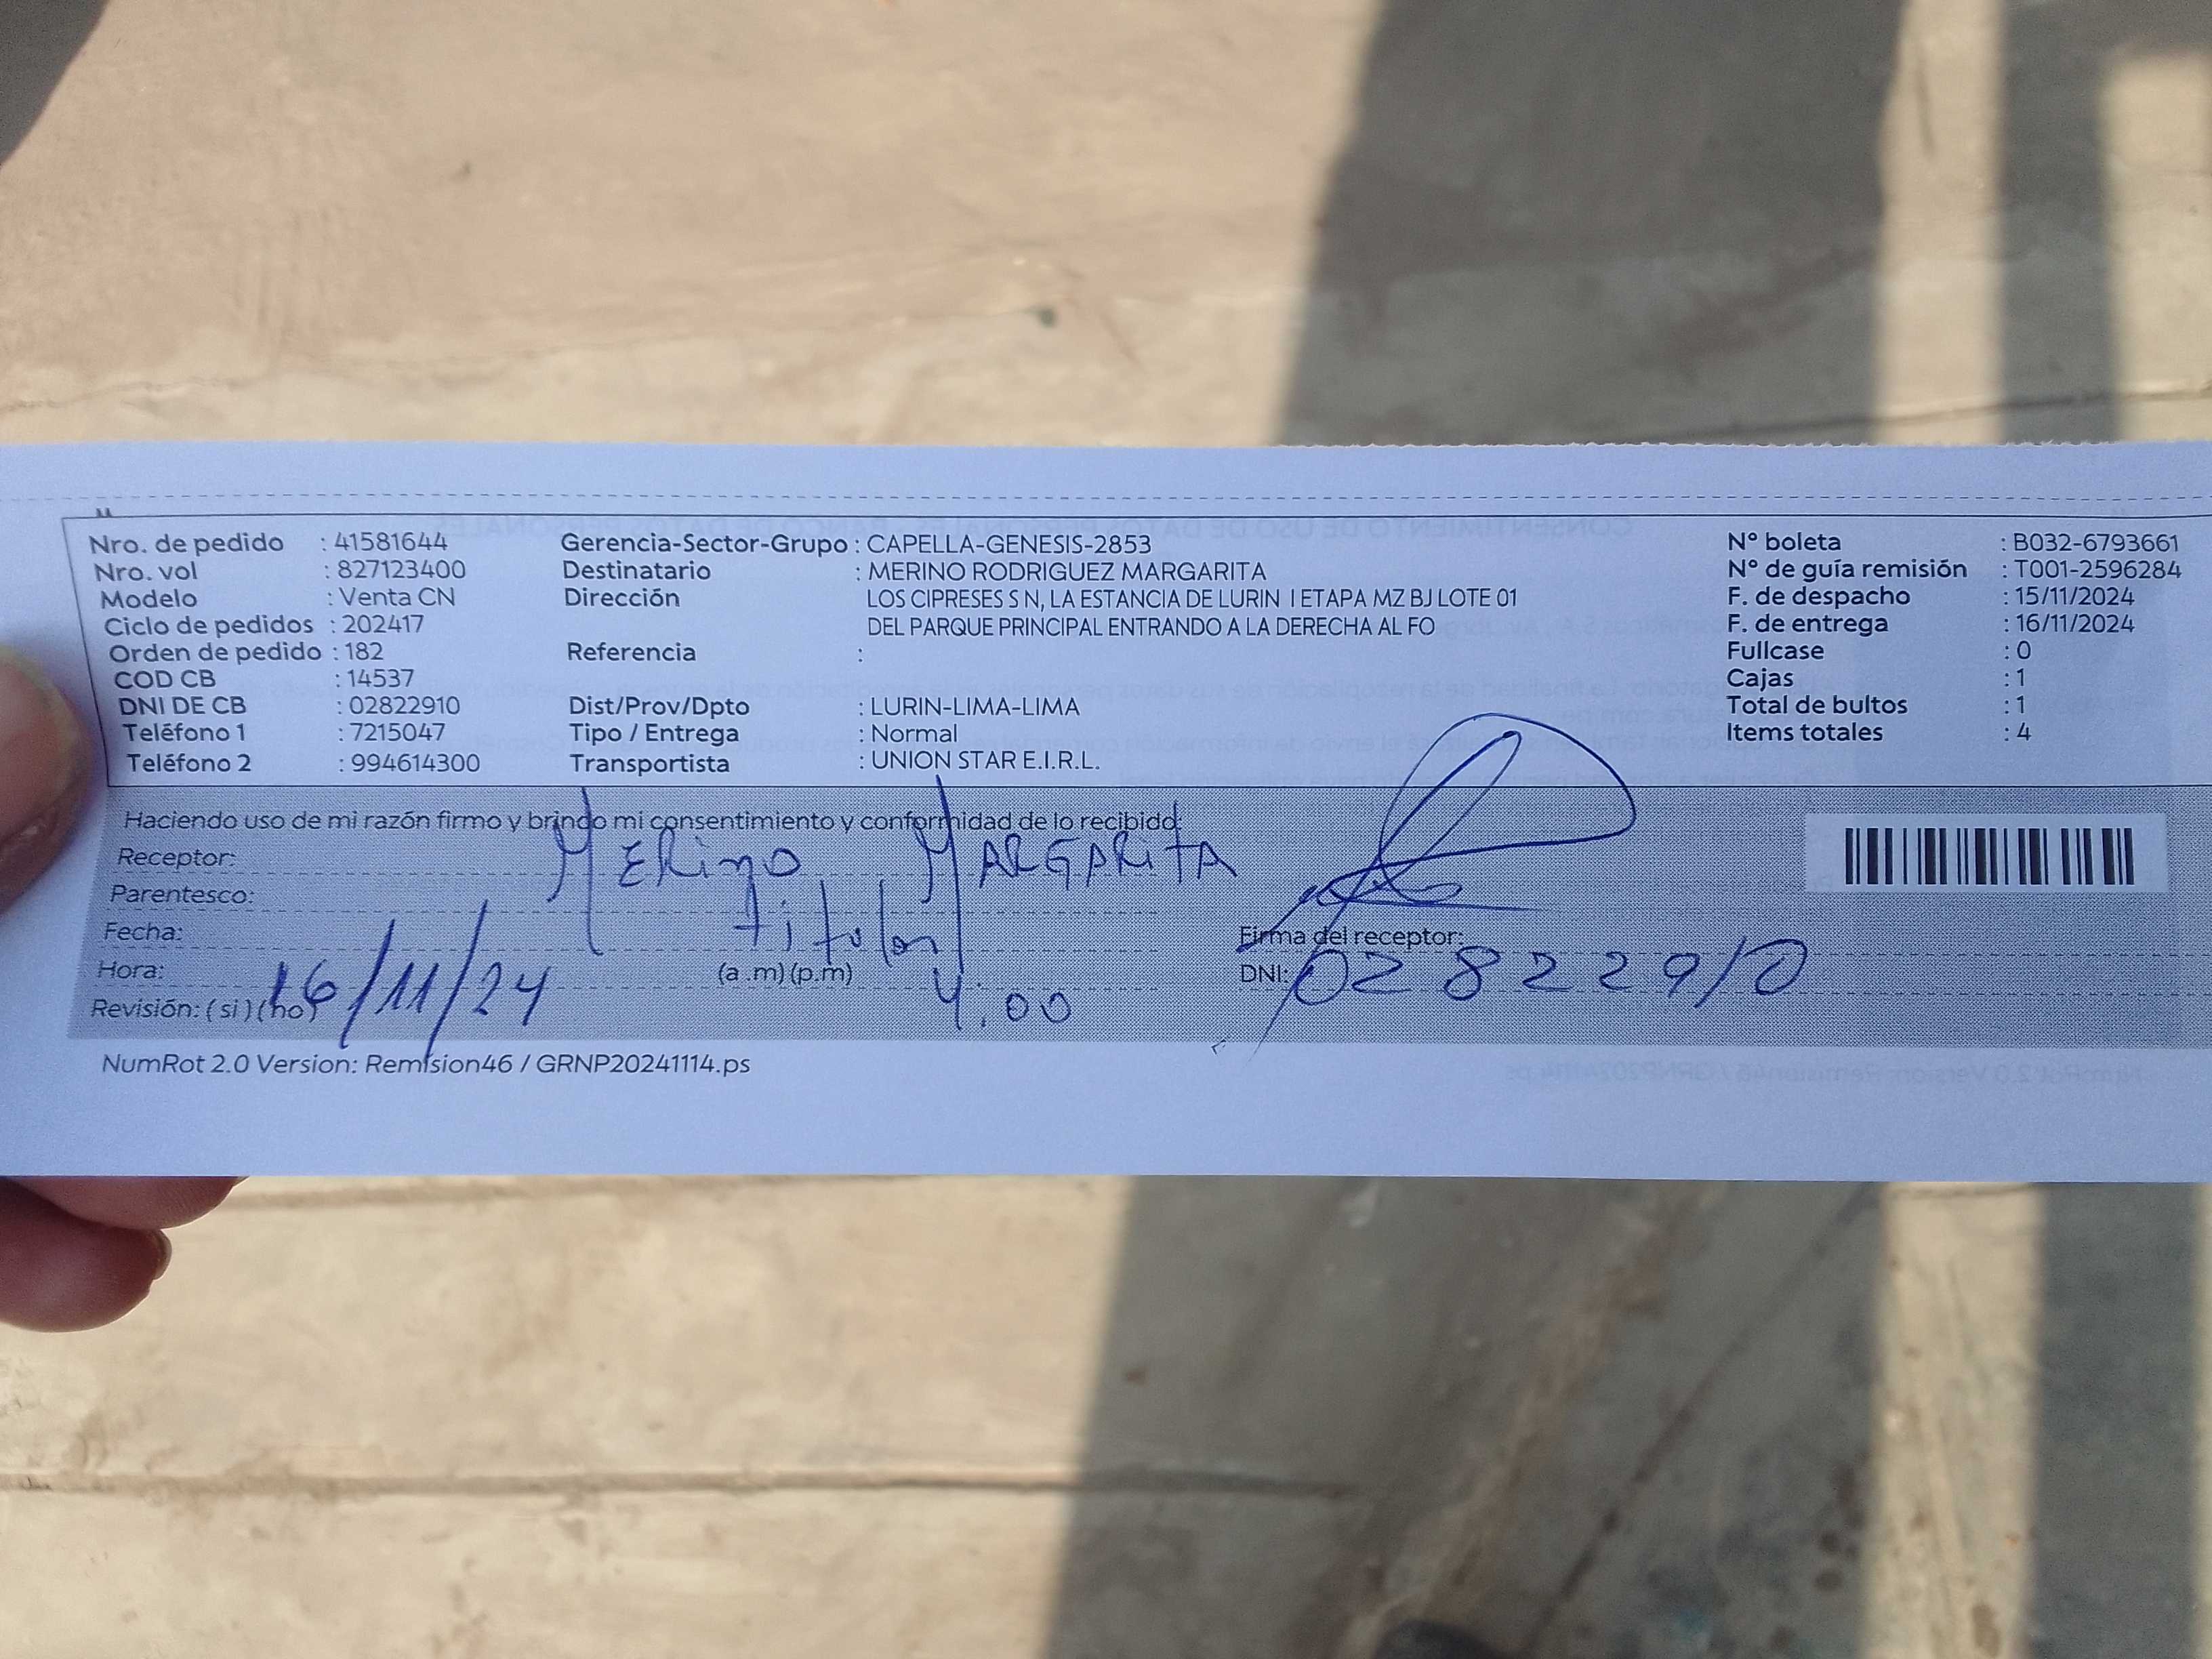 Nro. de pedido : 41581644 Gerencia-Sector-Grupo : CAPELLA-GENESIS-2853 N° boleta : B032-6793661
Nro. vol : 827123400 Destinatario : MERINO RODRIGUEZ MARGARITA N° de guía remisión : T001-2596284
Modelo : Venta CN Dirección LOS CIPRESES S N, LA ESTANCIA DE LURIN I ETAPA MZ BJ LOTE 01 F. de despacho : 15/11/2024
Ciclo de pedidos : 202417 DEL PARQUE PRINCIPAL ENTRANDO A LA DERECHA AL FO F. de entrega : 16/11/2024
Orden de pedido : 182 Referencia : Fullcase : 0
COD CB : 14537 Cajas : 1
DNI DE CB : 02822910 Dist/Prov/Dpto : LURIN-LIMA-LIMA Total de bultos : 1
Teléfono 1 : 7215047 Tipo / Entrega : Normal Items totales : 4
Teléfono 2 : 994614300 Transportista : UNION STAR E.I.R.L.
Haciendo uso de mi razón firmo y brindo mi consentimiento y conformidad de lo recibido:
Receptor: MERino MARGARitA
Parentesco: titular
Fecha: Firma del receptor:
Hora: 16/11/24 (a .m) (p.m) 4:00 DNI: 02822910
Revisión: ( si ) ( no )
NumRot 2.0 Version: Remision46 / GRNP20241114.ps